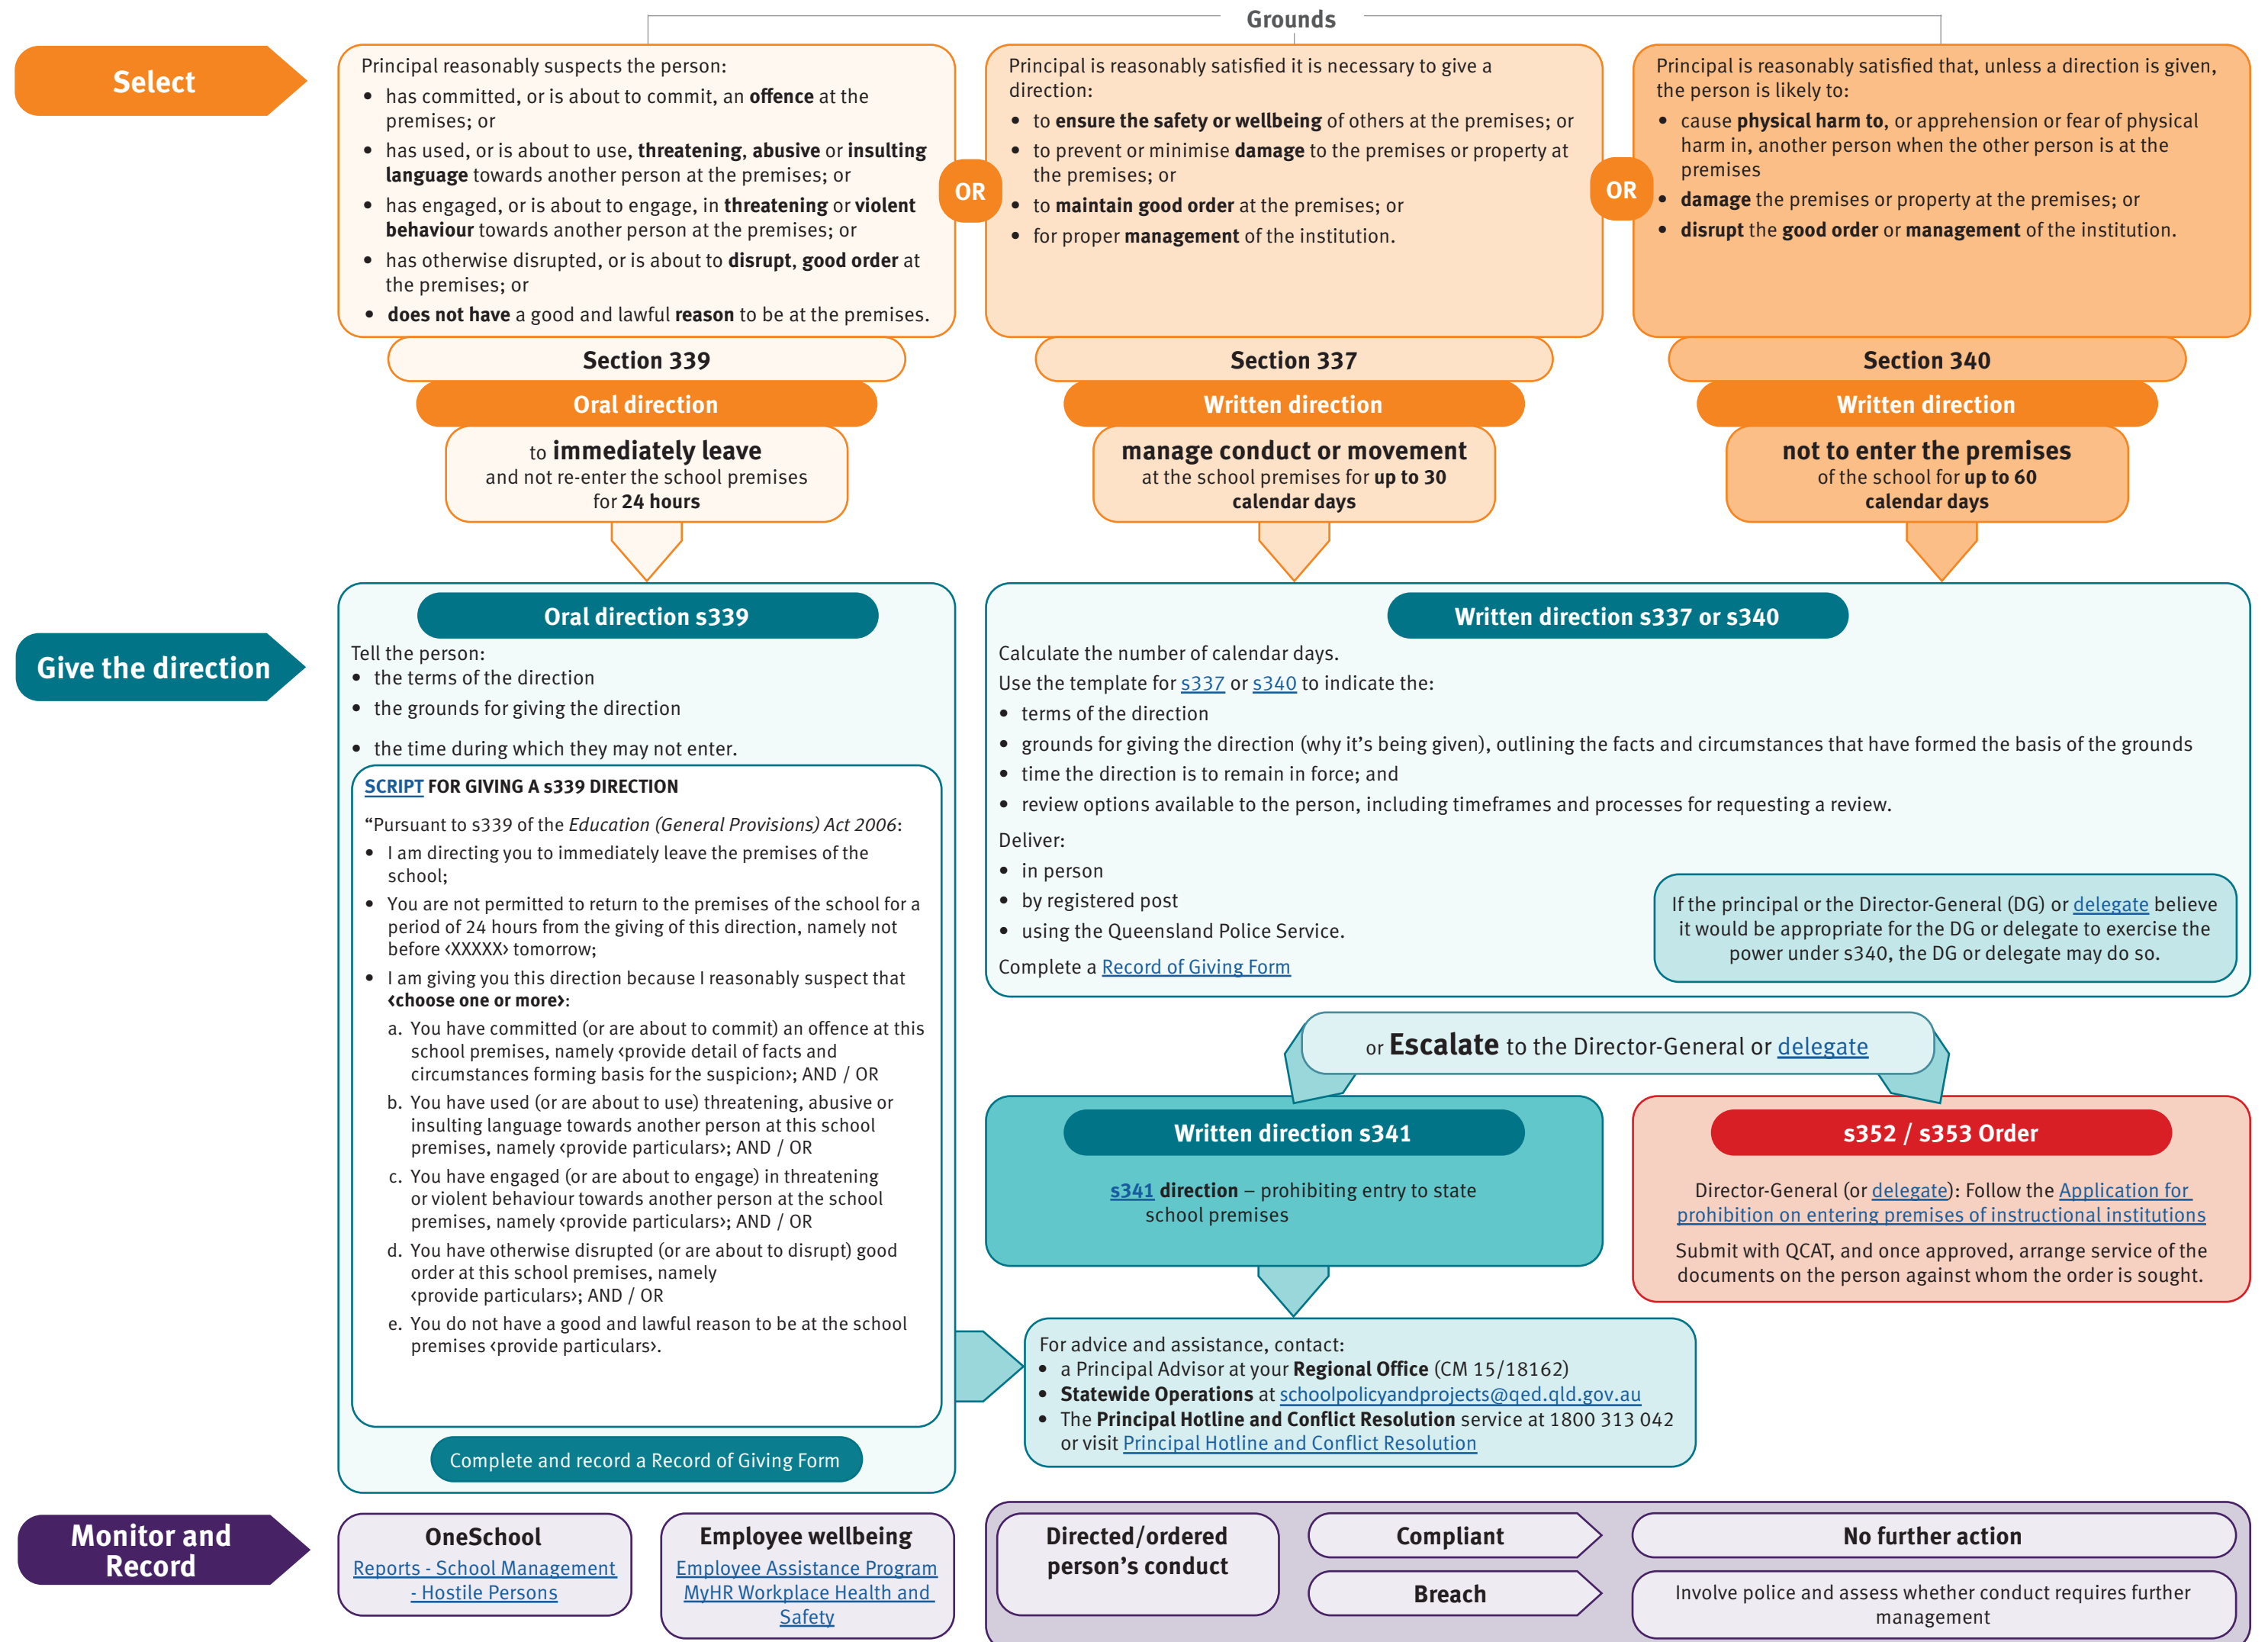 Grounds
Select
Principal reasonably suspects the person:
• has committed, or is about to commit, an offence at the
premises; or
• has used, or is about to use, threatening, abusive or insulting
language towards another person at the premises; or
• has engaged, or is about to engage, in threatening or violent
behaviour towards another person at the premises; or
• has otherwise disrupted, or is about to disrupt, good order at
the premises; or
• does not have a good and lawful reason to be at the premises.
Section 339
Oral direction
to immediately leave
and not re-enter the school premises
for 24 hours
OR
Principal is reasonably satisfied it is necessary to give a
direction:
• to ensure the safety or wellbeing of others at the premises; or
• to prevent or minimise damage to the premises or property at
the premises; or
• to maintain good order at the premises; or
• for proper management of the institution.
Section 337
Written direction
manage conduct or movement
at the school premises for up to 30
calendar days
OR
Principal is reasonably satisfied that, unless a direction is given,
the person is likely to:
• cause physical harm to, or apprehension or fear of physical
harm in, another person when the other person is at the
premises
• damage the premises or property at the premises; or
• disrupt the good order or management of the institution.
Section 340
Written direction
not to enter the premises
of the school for up to 60
calendar days
Give the direction
Oral direction s339
Tell the person:
• the terms of the direction
• the grounds for giving the direction
• the time during which they may not enter.
SCRIPT FOR GIVING A s339 DIRECTION
“Pursuant to s339 of the Education (General Provisions) Act 2006:
• I am directing you to immediately leave the premises of the
school;
• You are not permitted to return to the premises of the school for a
period of 24 hours from the giving of this direction, namely not
before ‹XXXXX› tomorrow;
• I am giving you this direction because I reasonably suspect that
‹choose one or more›:
a. You have committed (or are about to commit) an offence at this
school premises, namely ‹provide detail of facts and
circumstances forming basis for the suspicion›; AND / OR
b. You have used (or are about to use) threatening, abusive or
insulting language towards another person at this school
premises, namely ‹provide particulars›; AND / OR
c. You have engaged (or are about to engage) in threatening
or violent behaviour towards another person at the school
premises, namely ‹provide particulars›; AND / OR
d. You have otherwise disrupted (or are about to disrupt) good
order at this school premises, namely
‹provide particulars›; AND / OR
e. You do not have a good and lawful reason to be at the school
premises ‹provide particulars›.
Complete and record a Record of Giving Form
Written direction s337 or s340
Calculate the number of calendar days.
Use the template for s337 or s340 to indicate the:
• terms of the direction
• grounds for giving the direction (why it’s being given), outlining the facts and circumstances that have formed the basis of the grounds
• time the direction is to remain in force; and
• review options available to the person, including timeframes and processes for requesting a review.
Deliver:
• in person
• by registered post
• using the Queensland Police Service.
Complete a Record of Giving Form
If the principal or the Director-General (DG) or delegate believe
it would be appropriate for the DG or delegate to exercise the
power under s340, the DG or delegate may do so.
or Escalate to the Director-General or delegate
Written direction s341
s341 direction – prohibiting entry to state
school premises
s352 / s353 Order
Director-General (or delegate): Follow the Application for
prohibition on entering premises of instructional institutions
Submit with QCAT, and once approved, arrange service of the
documents on the person against whom the order is sought.
For advice and assistance, contact:
• a Principal Advisor at your Regional Office (CM 15/18162)
• Statewide Operations at schoolpolicyandprojects@qed.qld.gov.au
• The Principal Hotline and Conflict Resolution service at 1800 313 042
or visit Principal Hotline and Conflict Resolution
Monitor and
Record
OneSchool
Reports - School Management
- Hostile Persons
Employee wellbeing
Employee Assistance Program
MyHR Workplace Health and
Safety
Directed/ordered
person’s conduct
Compliant
No further action
Breach
Involve police and assess whether conduct requires further
management